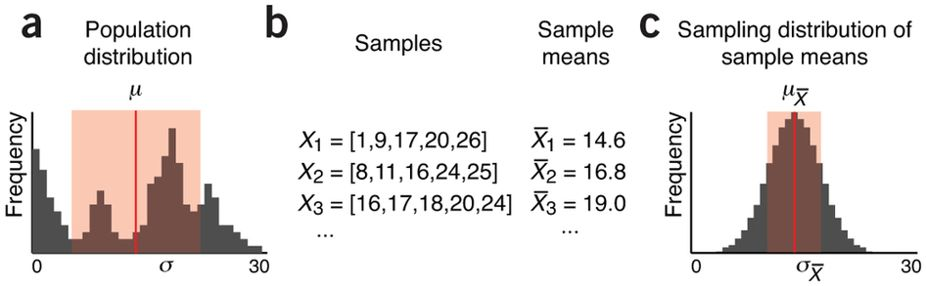 a
Population
distribution
μ
Frequency
0
σ
30
b
Samples
Sample
means
X1 = [1,9,17,20,26]
X̅1 = 14.6
X2 = [8,11,16,24,25]
X̅2 = 16.8
X3 = [16,17,18,20,24]
X̅3 = 19.0
...
...
c
Sampling distribution of
sample means
μX̅
Frequency
0
σX̅
30